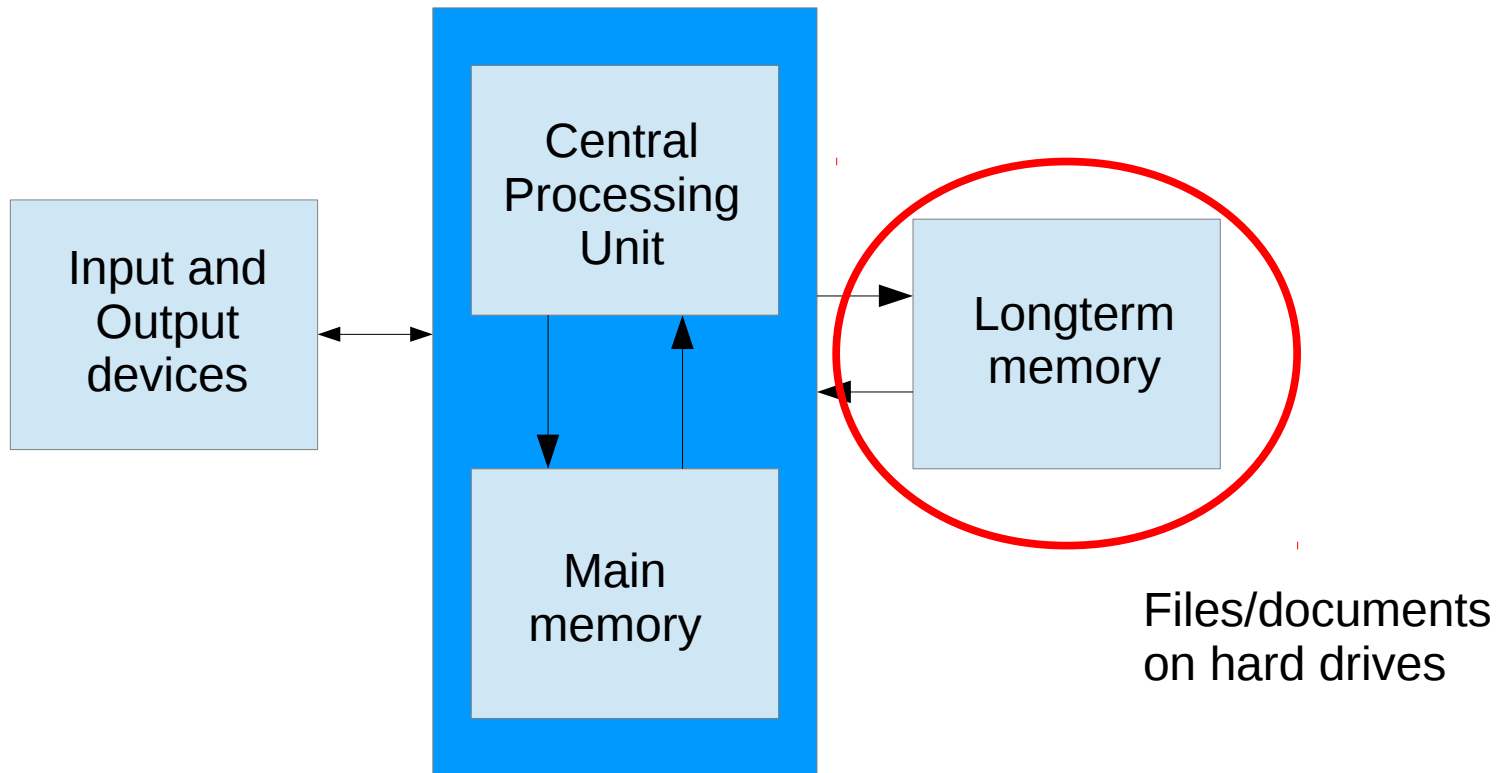 Central
Processing
Unit
Input and
Output
devices
Longterm
memory
Main
memory
Files/documents
on hard drives